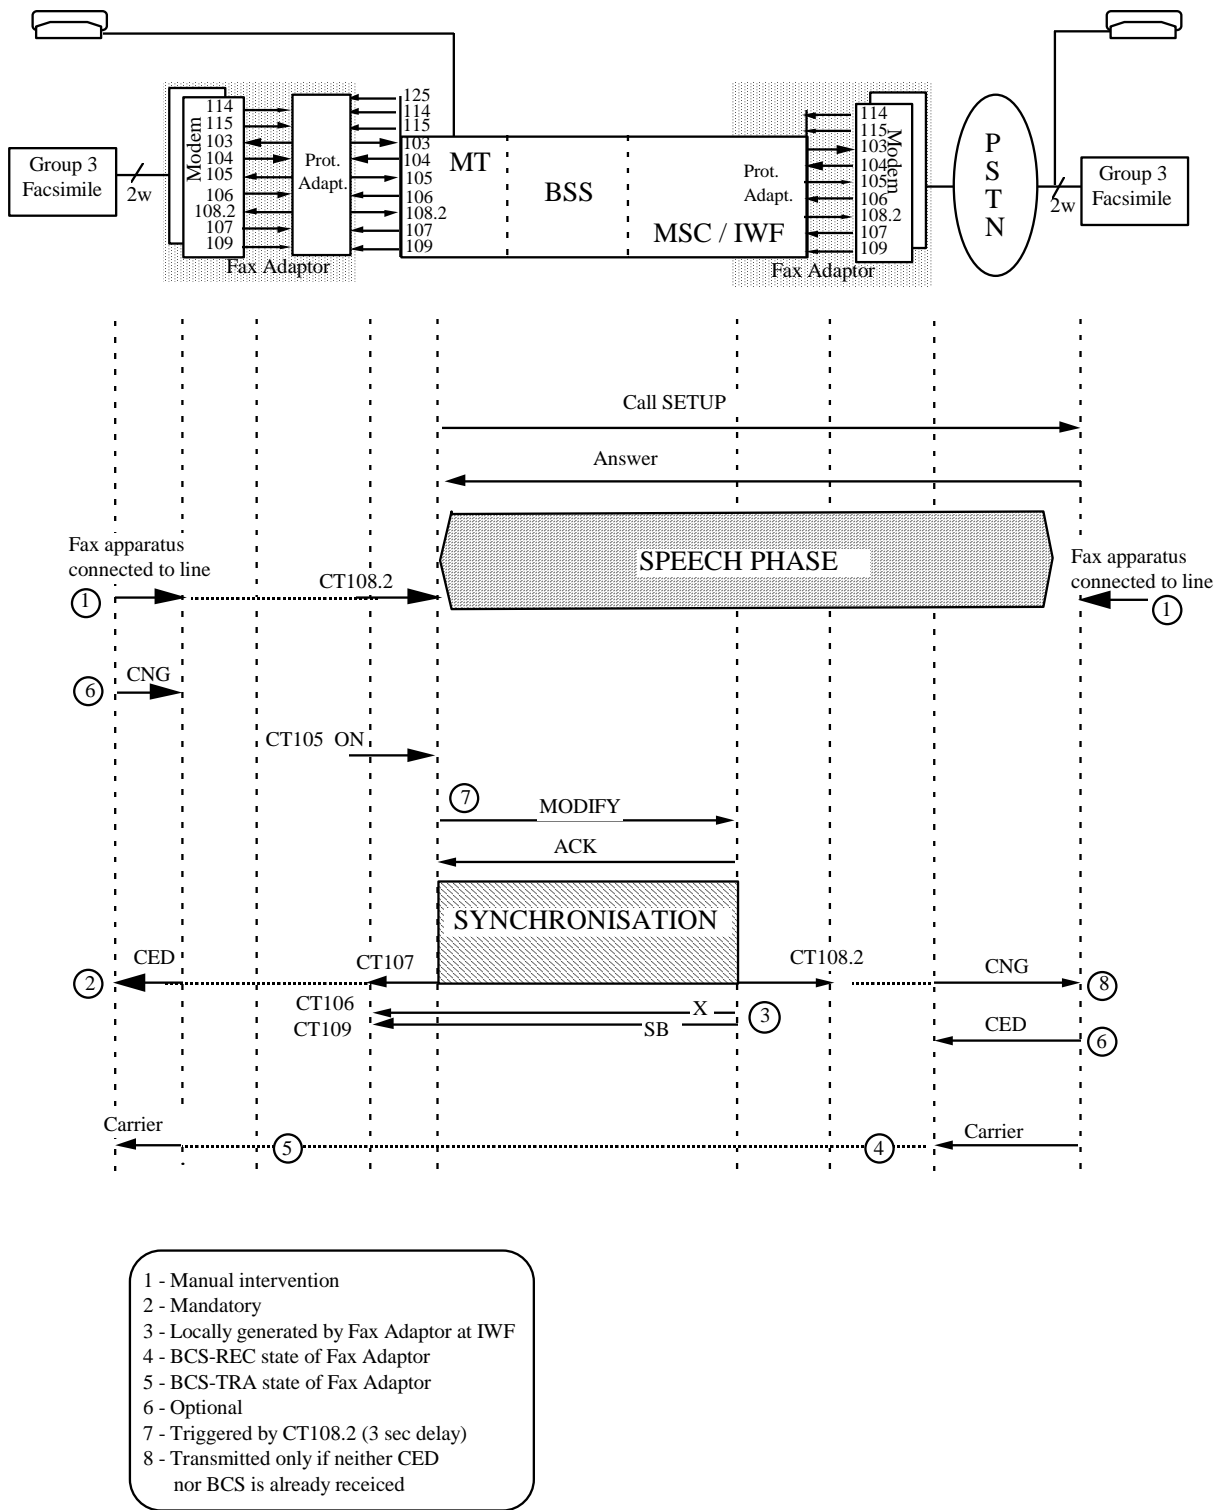 114
115
103
104
105
106
108.2
107
109
Modem
Prot.
Adapt.
125
114
115
103
104
105
106
108.2
107
109
MT
BSS
MSC / IWF
Prot.
Adapt.
114
115
103
104
105
106
108.2
107
109
Modem
P
S
T
N
Group 3
Facsimile
2w
Group 3
Facsimile
2w
Fax Adaptor
Fax Adaptor
Call SETUP
Answer
SPEECH PHASE
Fax apparatus
connected to line
1
CT108.2
Fax apparatus
connected to line
1
CNG
6
CT105 ON
7
MODIFY
ACK
SYNCHRONISATION
CED
2
CT107
CT108.2
CNG
8
CT106
X
3
CT109
SB
CED
6
Carrier
5
4
Carrier
1 - Manual intervention
2 - Mandatory
3 - Locally generated by Fax Adaptor at IWF
4 - BCS-REC state of Fax Adaptor
5 - BCS-TRA state of Fax Adaptor
6 - Optional
7 - Triggered by CT108.2 (3 sec delay)
8 - Transmitted only if neither CED
nor BCS is already receiced